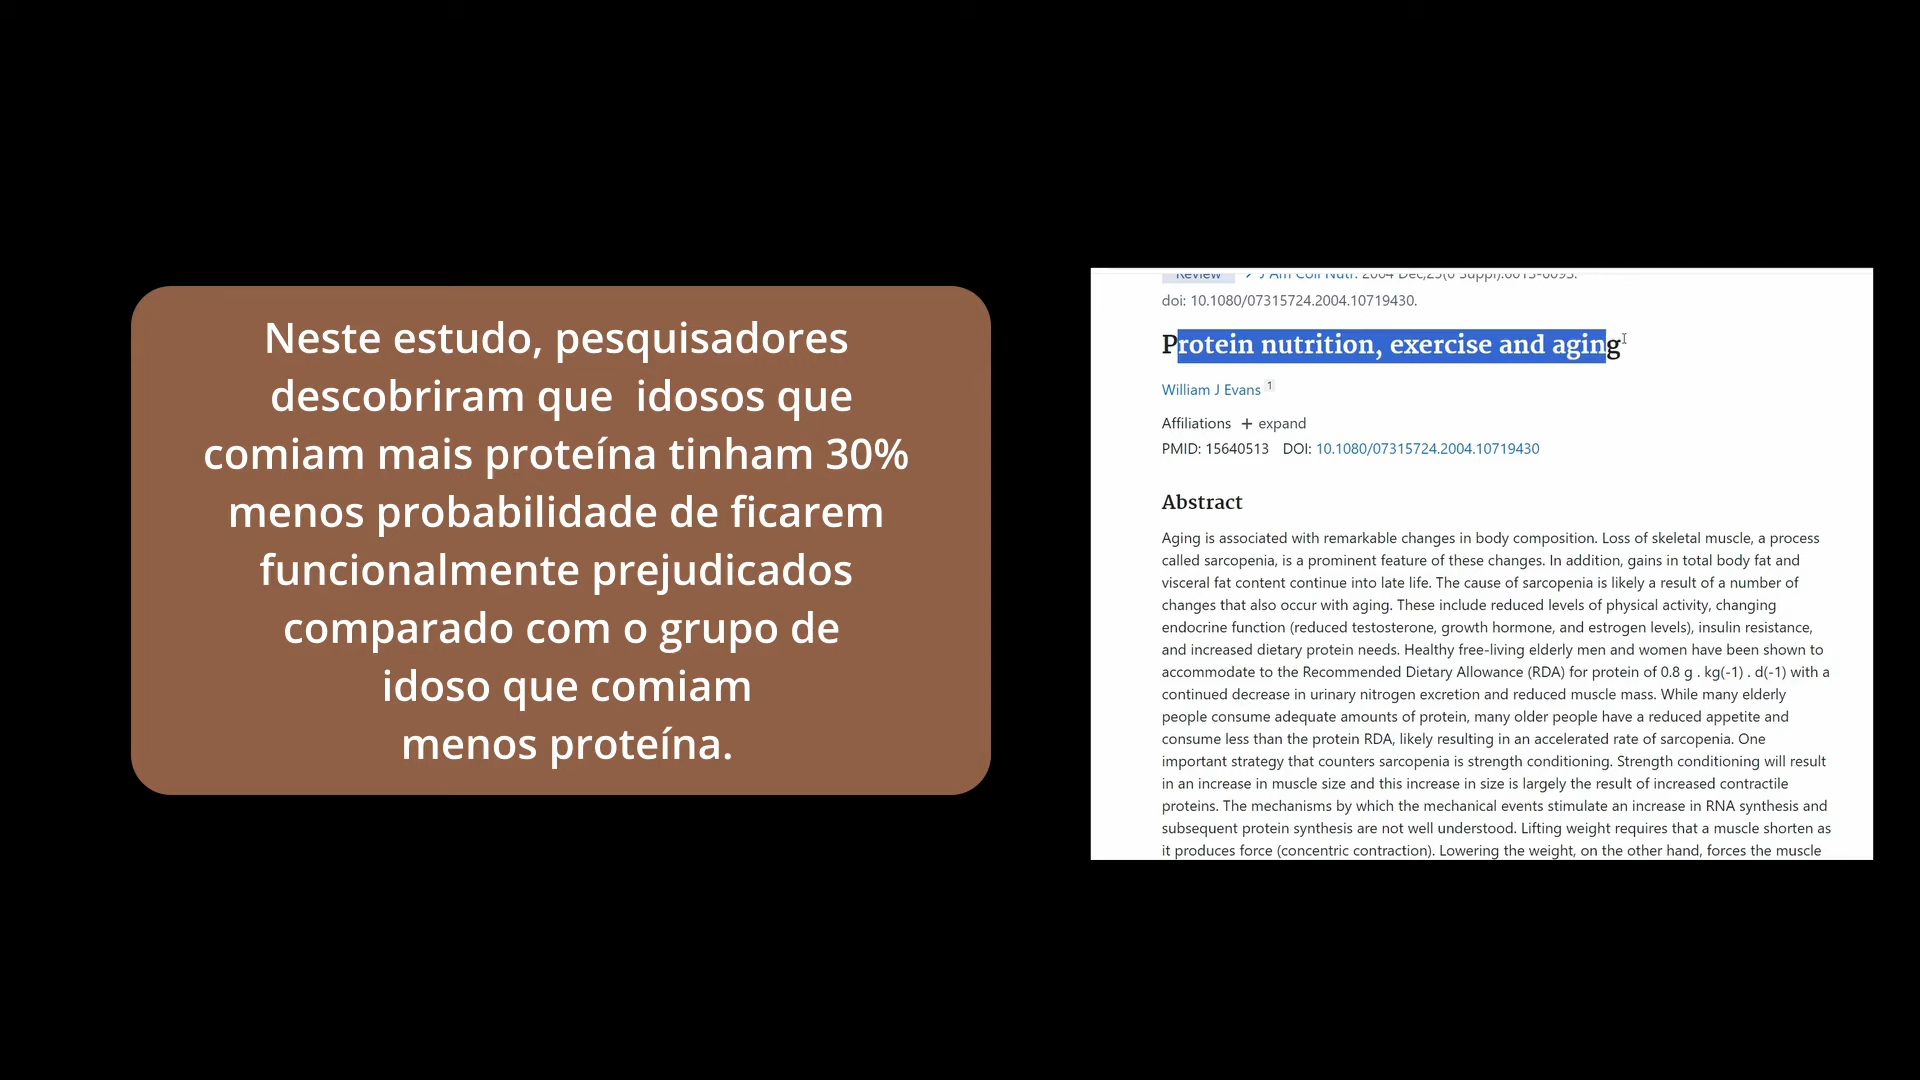 Neste estudo, pesquisadores
descobriram que  idosos que
comiam mais proteína tinham 30%
menos probabilidade de ficarem
funcionalmente prejudicados
comparado com o grupo de
idoso que comiam
menos proteína.
Review > J Am Coll Nutr. 2004 Dec;23(6 Suppl):601S-609S.
doi: 10.1080/07315724.2004.10719430.
Protein nutrition, exercise and aging
William J Evans 1
Affiliations + expand
PMID: 15640513 DOI: 10.1080/07315724.2004.10719430
Abstract
Aging is associated with remarkable changes in body composition. Loss of skeletal muscle, a process
called sarcopenia, is a prominent feature of these changes. In addition, gains in total body fat and
visceral fat content continue into late life. The cause of sarcopenia is likely a result of a number of
changes that also occur with aging. These include reduced levels of physical activity, changing
endocrine function (reduced testosterone, growth hormone, and estrogen levels), insulin resistance,
and increased dietary protein needs. Healthy free-living elderly men and women have been shown to
accommodate to the Recommended Dietary Allowance (RDA) for protein of 0.8 g . kg(-1) . d(-1) with a
continued decrease in urinary nitrogen excretion and reduced muscle mass. While many elderly
people consume adequate amounts of protein, many older people have a reduced appetite and
consume less than the protein RDA, likely resulting in an accelerated rate of sarcopenia. One
important strategy that counters sarcopenia is strength conditioning. Strength conditioning will result
in an increase in muscle size and this increase in size is largely the result of increased contractile
proteins. The mechanisms by which the mechanical events stimulate an increase in RNA synthesis and
subsequent protein synthesis are not well understood. Lifting weight requires that a muscle shorten as
it produces force (concentric contraction). Lowering the weight, on the other hand, forces the muscle